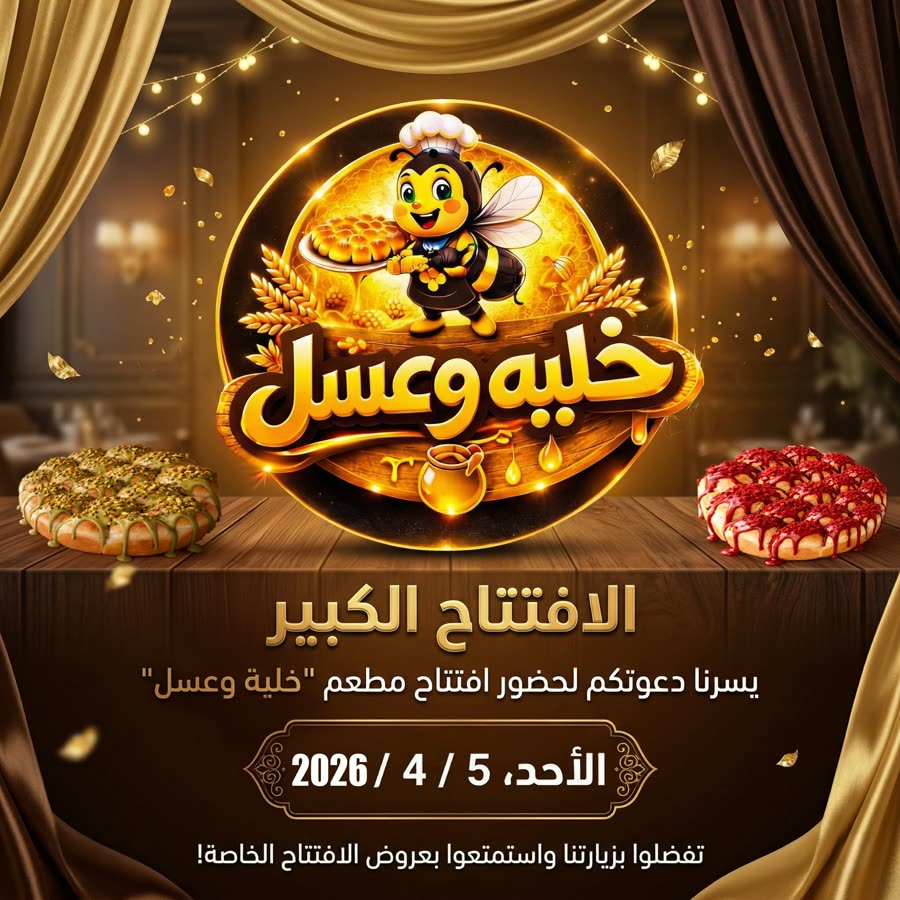 خليه وعسل
الافتتاح الكبير
يسرنا دعوتكم لحضور افتتاح مطعم "خلية وعسل"
الأحد، 5 / 4 / 2026
تفضلوا بزيارتنا واستمتعوا بعروض الافتتاح الخاصة!